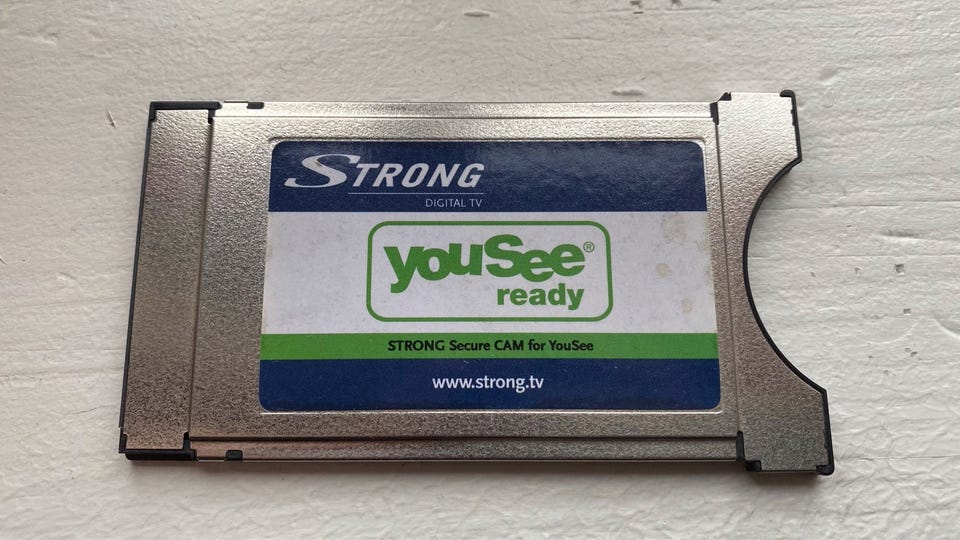 STRONG
DIGITAL TV
youSee®
ready
STRONG Secure CAM for YouSee
www.strong.tv